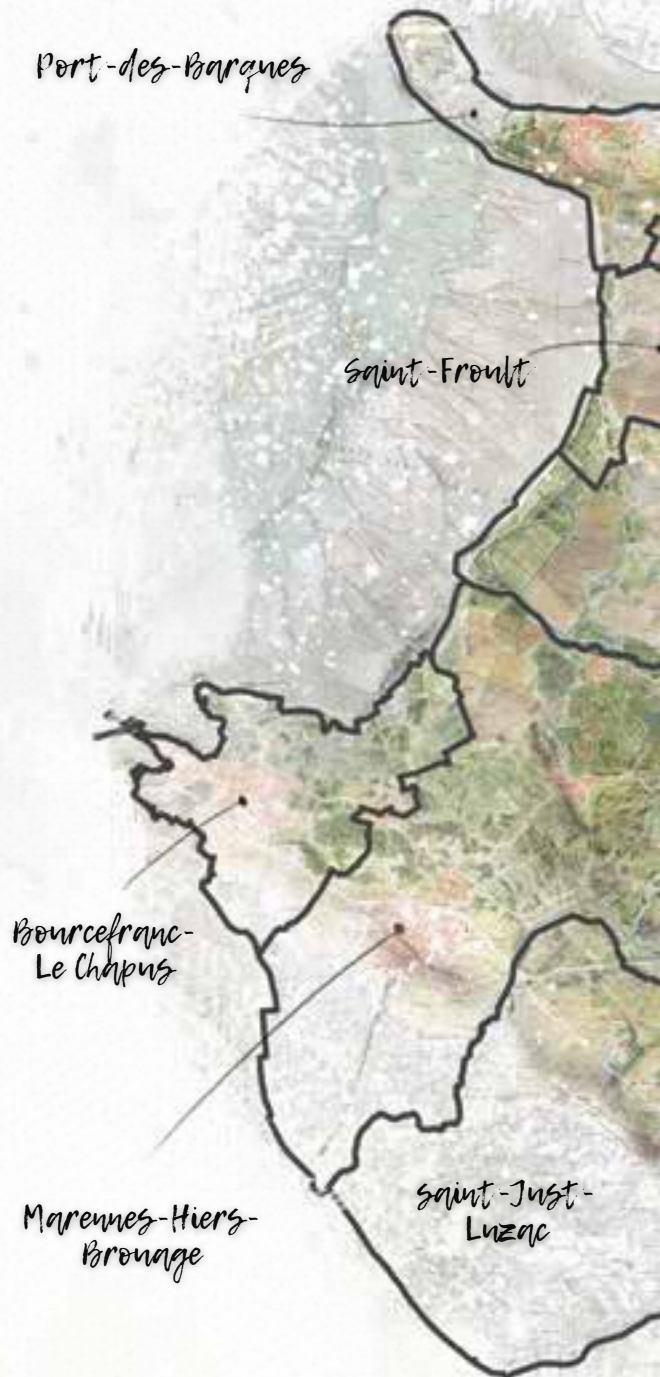 Port-des-Barques
Saint-Froult
Bourcefranc-
Le Chapus
Marennes-Hiers-
Brouage
Saint-Just-
Luzac